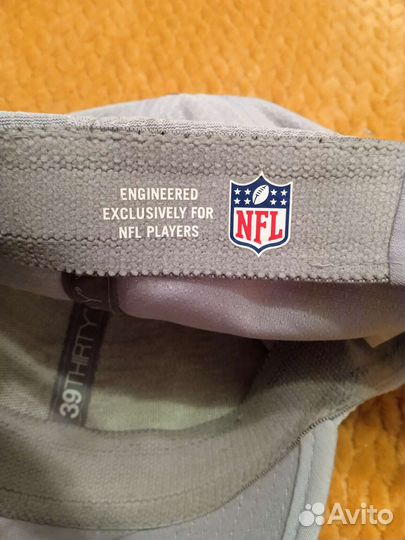 ENGINEERED
EXCLUSIVELY FOR
NFL PLAYERS
NFL
39THIRTY
Avito